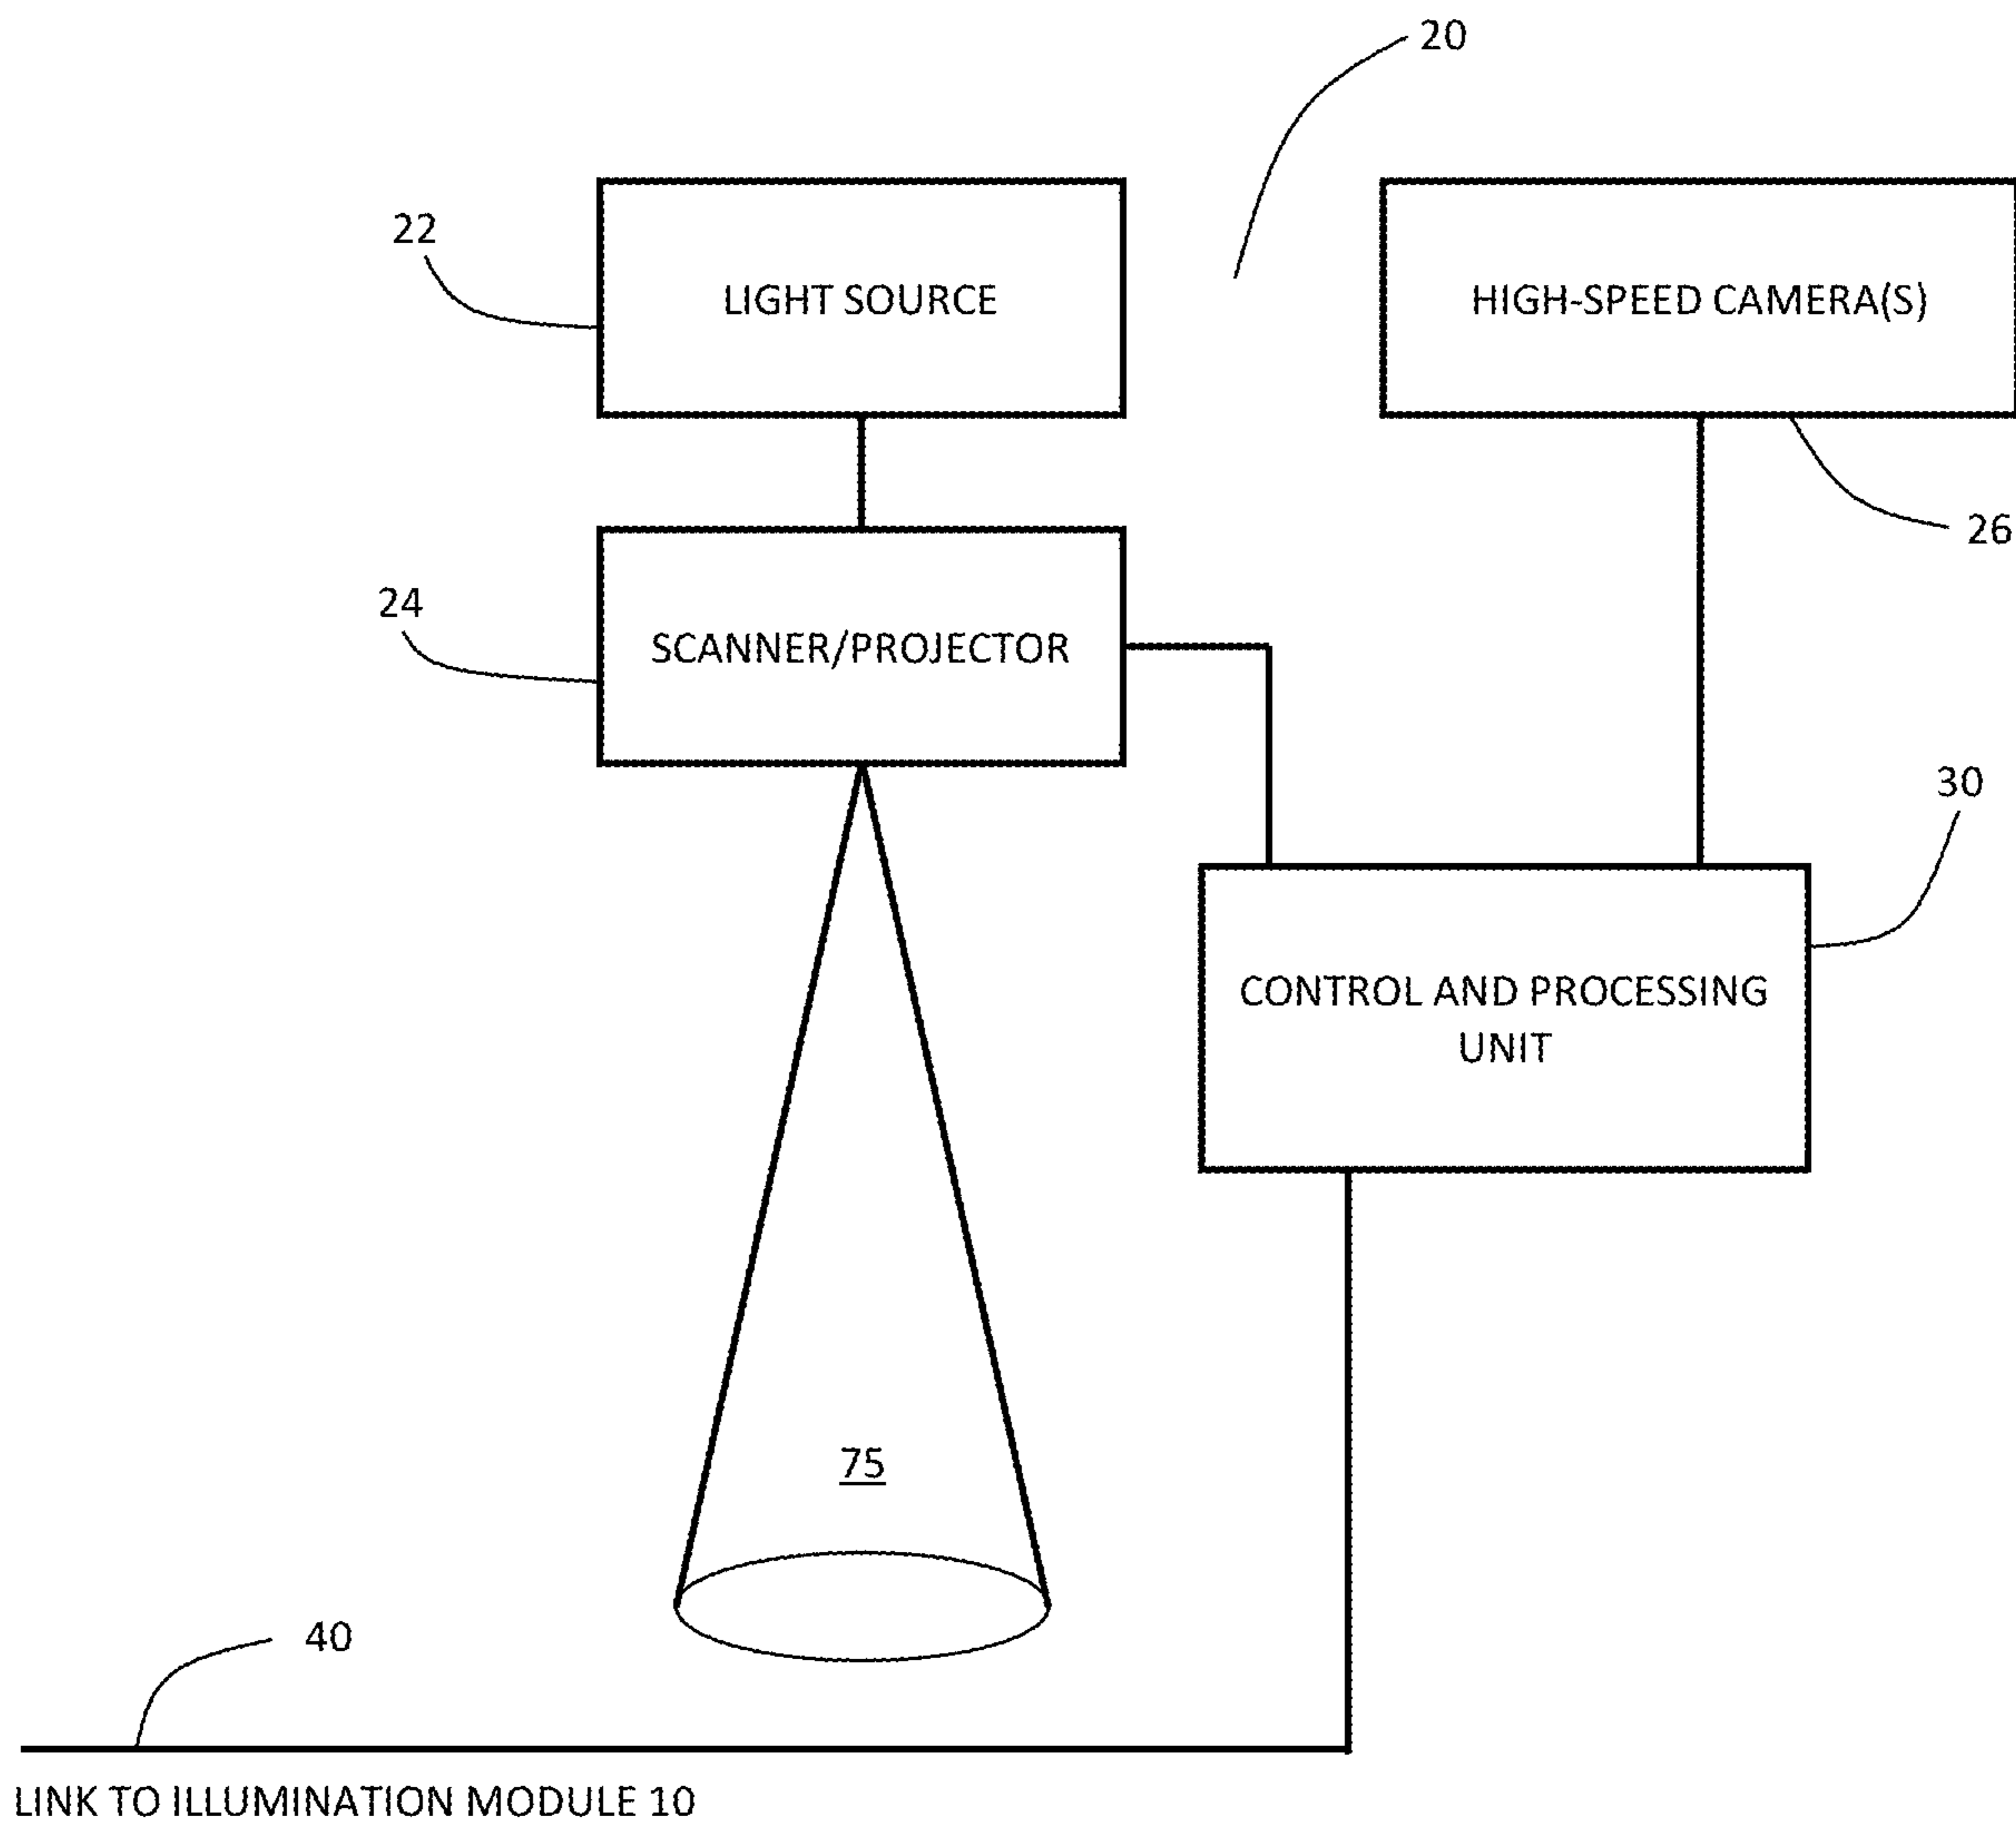 20
22
LIGHT SOURCE
HIGH-SPEED CAMERA(S)
26
24
SCANNER/PROJECTOR
30
CONTROL AND PROCESSING
UNIT
75
40
LINK TO ILLUMINATION MODULE 10